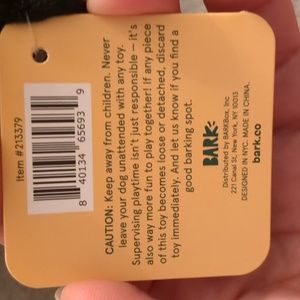 Item #213379
8 40134 65693 9
CAUTION: Keep away from children. Never
leave your dog unattended with any toy.
Supervising playtime isn't just responsible – it's
also way more fun to play together! If any piece
of this toy becomes loose or detached, discard
toy immediately. And let us know if you find a
good barking spot.
BARK
Distributed by BARKBox, Inc
221 Canal St, New York, NY 10013
DESIGNED IN NYC. MADE IN CHINA.
bark.co